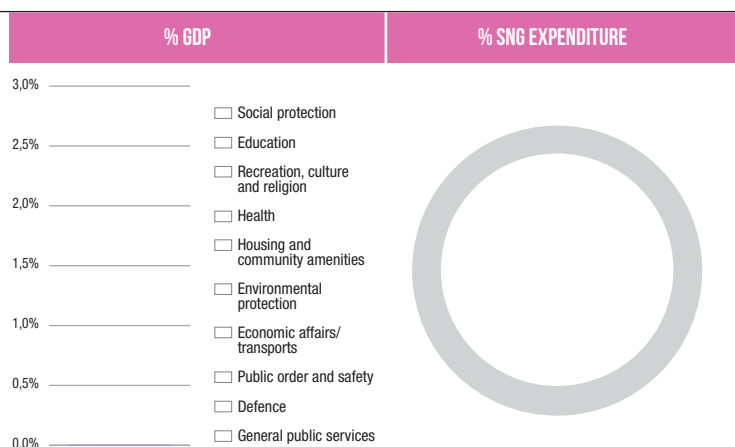 % GDP
% SNG EXPENDITURE
3,0%
2,5%
2,0%
1,5%
1,0%
0,5%
0,0%
Social protection
Education
Recreation, culture
and religion
Health
Housing and
community amenities
Environmental
protection
Economic affairs/
transports
Public order and safety
Defence
General public services